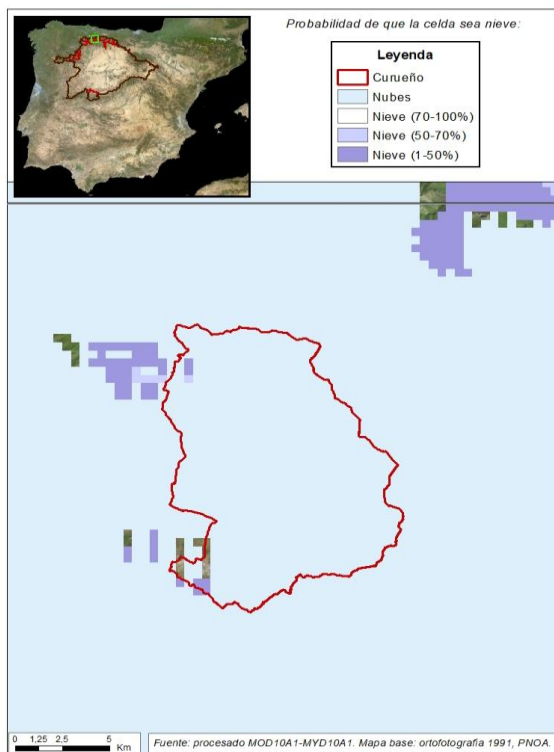 Probabilidad de que la celda sea nieve:
Leyenda
Curueño
Nubes
Nieve (70-100%)
Nieve (50-70%)
Nieve (1-50%)
0 1,25 2,5 5
Km
Fuente: procesado MOD10A1-MYD10A1. Mapa base: ortofotografía 1991, PNOA.